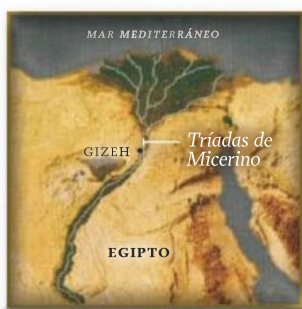 MAR MEDITERRÁNEO
GIZEH
Tríadas de
Micerino
EGIPTO